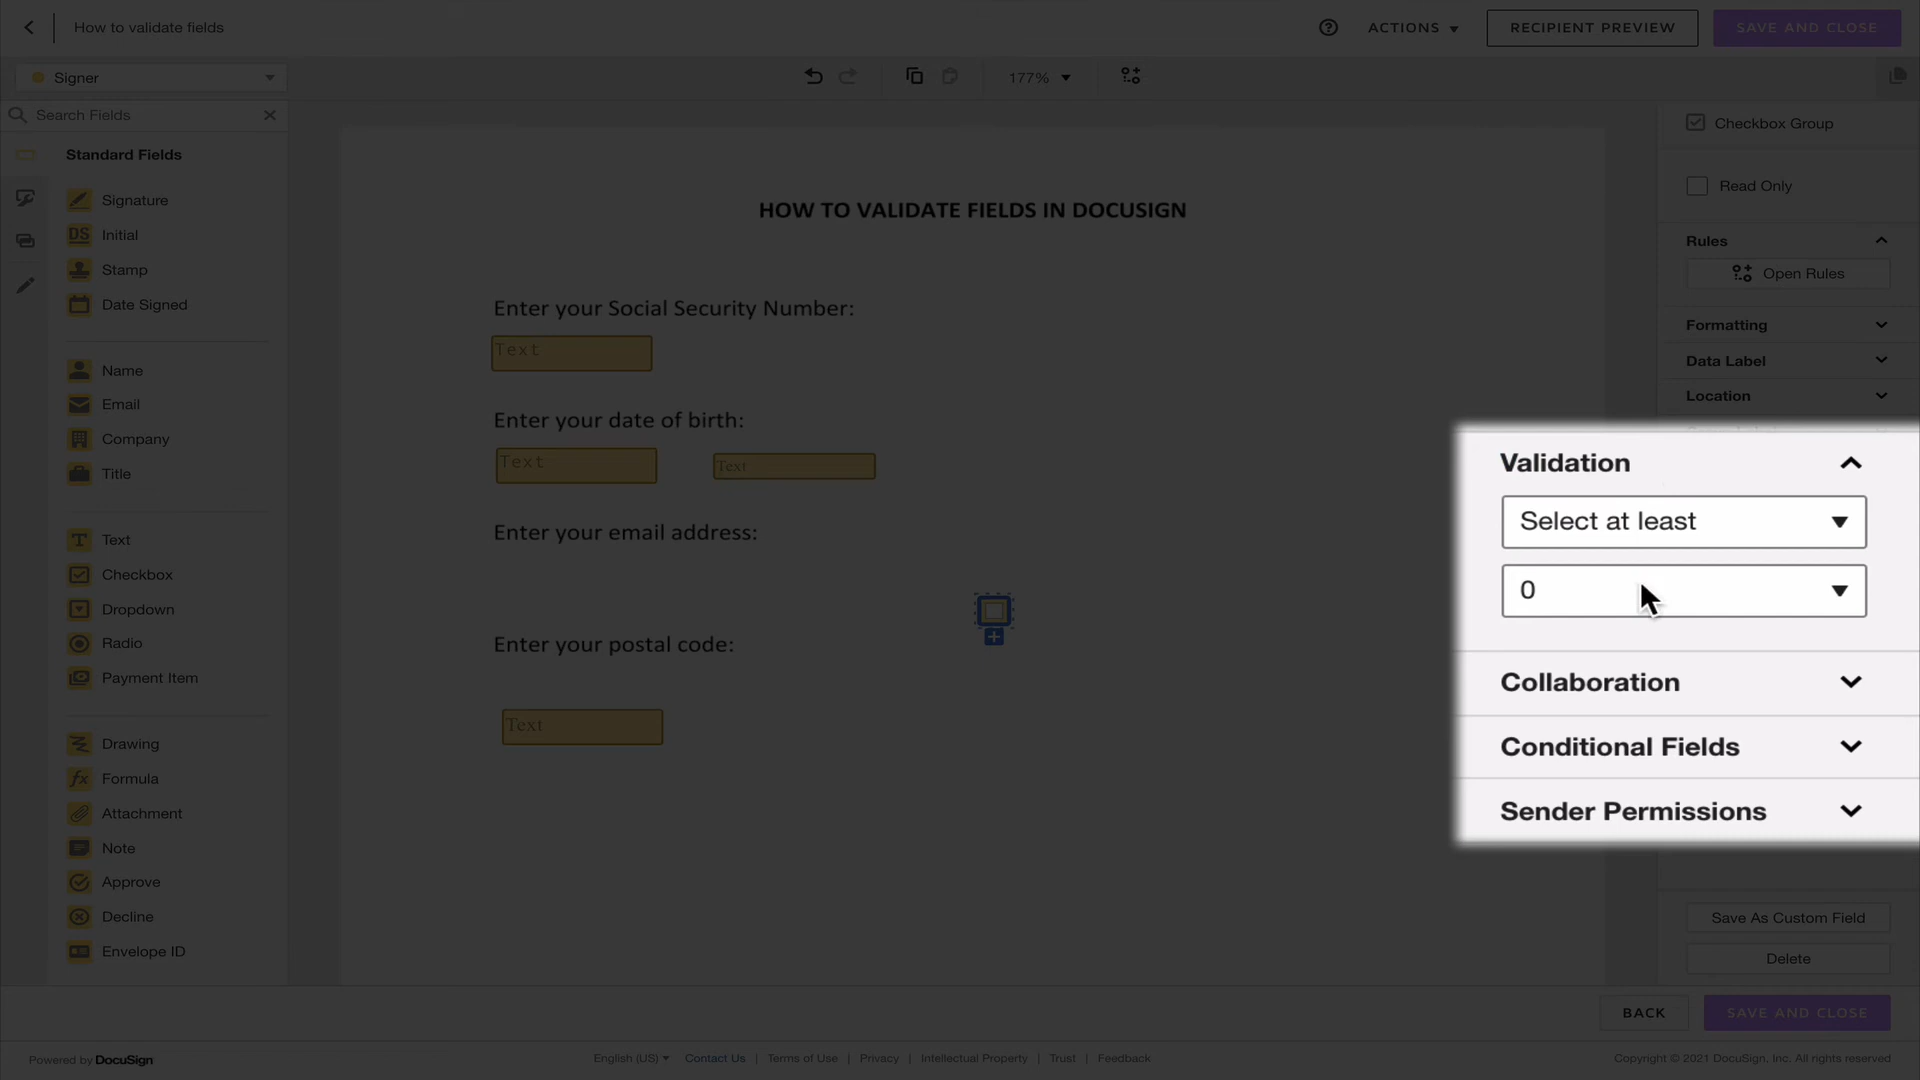 How to validate fields
ACTIONS
RECIPIENT PREVIEW
SAVE AND CLOSE
Signer
177%
Search Fields
Standard Fields
Signature
DS Initial
Stamp
Date Signed
Name
Email
Company
Title
Text
Checkbox
Dropdown
Radio
Payment Item
Drawing
fx Formula
Attachment
Note
Approve
Decline
Envelope ID
HOW TO VALIDATE FIELDS IN DOCUSIGN
Enter your Social Security Number:
Text
Enter your date of birth:
Text
Text
Enter your email address:
Enter your postal code:
Text
Checkbox Group
Read Only
Rules
Open Rules
Formatting
Data Label
Location
Validation
Select at least
0
Collaboration
Conditional Fields
Sender Permissions
Save As Custom Field
Delete
BACK
SAVE AND CLOSE
Powered by DocuSign
English (US) Contact Us | Terms of Use | Privacy | Intellectual Property | Trust | Feedback
Copyright © 2021 DocuSign, Inc. All rights reserved